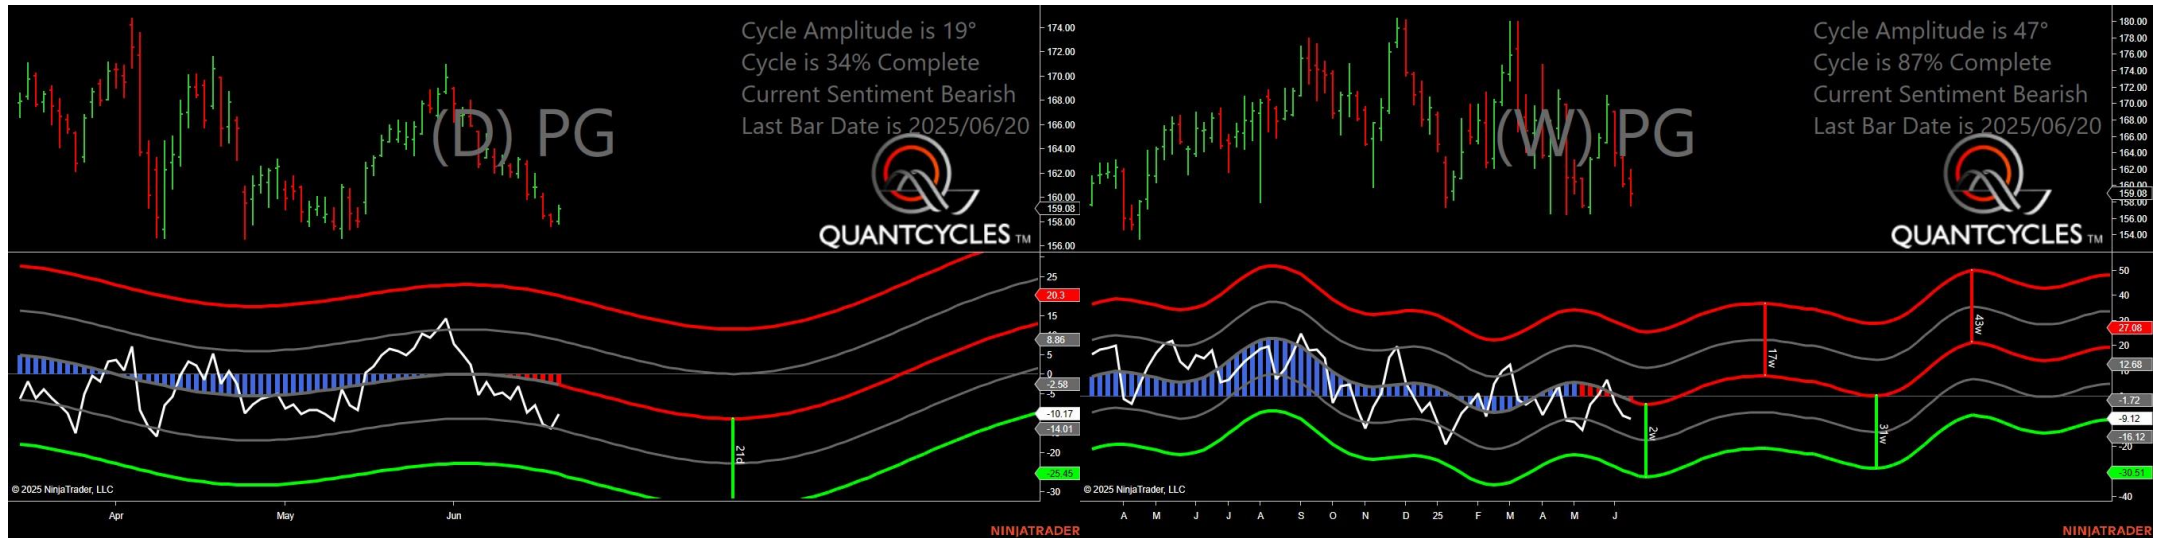 Cycle Amplitude is 19°
Cycle is 34% Complete
Current Sentiment Bearish
Last Bar Date is 2025/06/20
(D) PG
QUANTCYCLES TM
174.00
172.00
170.00
168.00
166.00
164.00
162.00
160.00
159.08
158.00
156.00
25
20.3
15
8.86
5
0
-2.58
-5
-10.17
-14.01
-20
-25.45
-30
21d
© 2025 NinjaTrader, LLC
Apr
May
Jun
NINJATRADER
Cycle Amplitude is 47°
Cycle is 87% Complete
Current Sentiment Bearish
Last Bar Date is 2025/06/20
(W) PG
QUANTCYCLES TM
180.00
178.00
176.00
174.00
172.00
170.00
168.00
166.00
164.00
162.00
160.00
159.08
158.00
156.00
154.00
50
40
30
27.08
20
12.68
10
-1.72
-9.12
-16.12
-20
-30.51
-40
2w
17w
31w
43w
© 2025 NinjaTrader, LLC
A M J J A S O N D 25 F M A M J
NINJATRADER